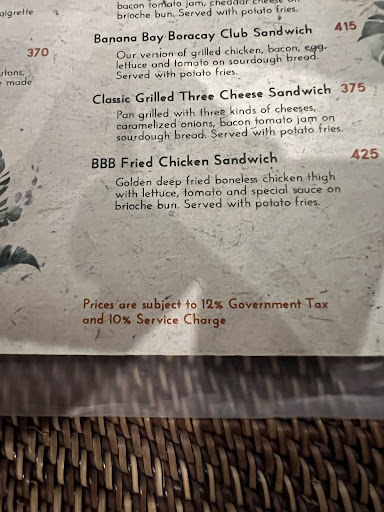 bacon tomato jam, cheddar cheese on
brioche bun. Served with potato fries.
aigrette
Banana Bay Boracay Club Sandwich 415
370
Our version of grilled chicken, bacon, egg,
lettuce and tomato on sourdough bread.
Served with potato fries.
utons,
made
Classic Grilled Three Cheese Sandwich 375
Pan grilled with three kinds of cheeses,
caramelized onions, bacon tomato jam on
sourdough bread. Served with potato fries.
BBB Fried Chicken Sandwich 425
Golden deep fried boneless chicken thigh
with lettuce, tomato and special sauce on
brioche bun. Served with potato fries.
Prices are subject to 12% Government Tax
and 10% Service Charge